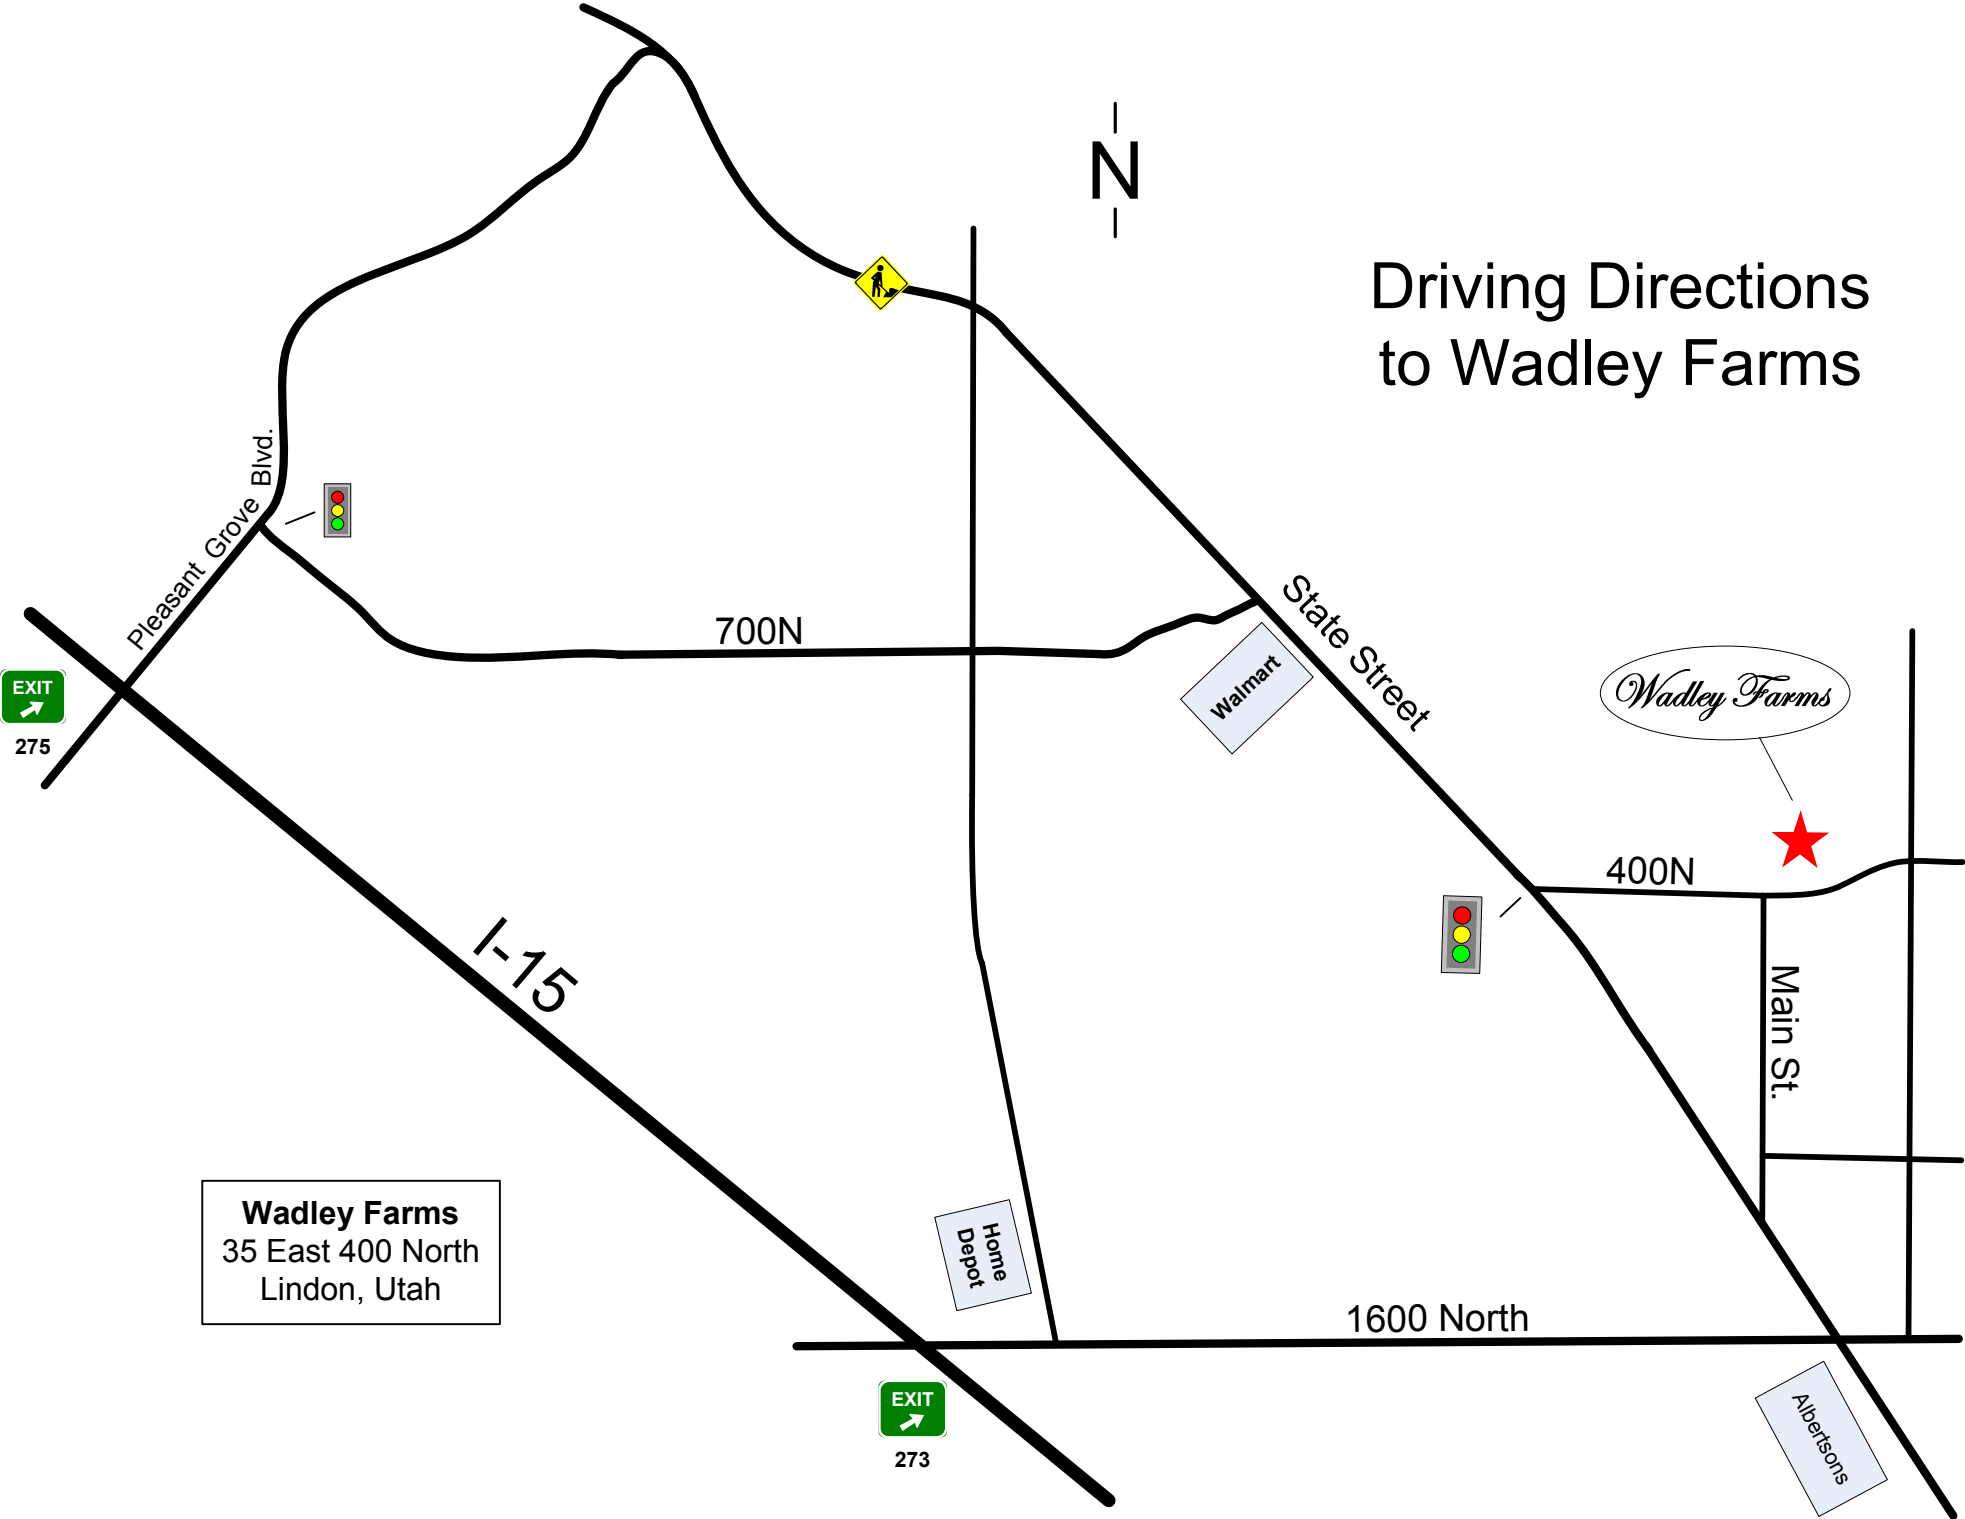 N
Driving Directions
to Wadley Farms
Pleasant Grove Blvd.
700N
State Street
Walmart
Wadley Farms
EXIT
275
400N
Main St.
I-15
Wadley Farms
35 East 400 North
Lindon, Utah
Home
Depot
1600 North
EXIT
273
Albertsons